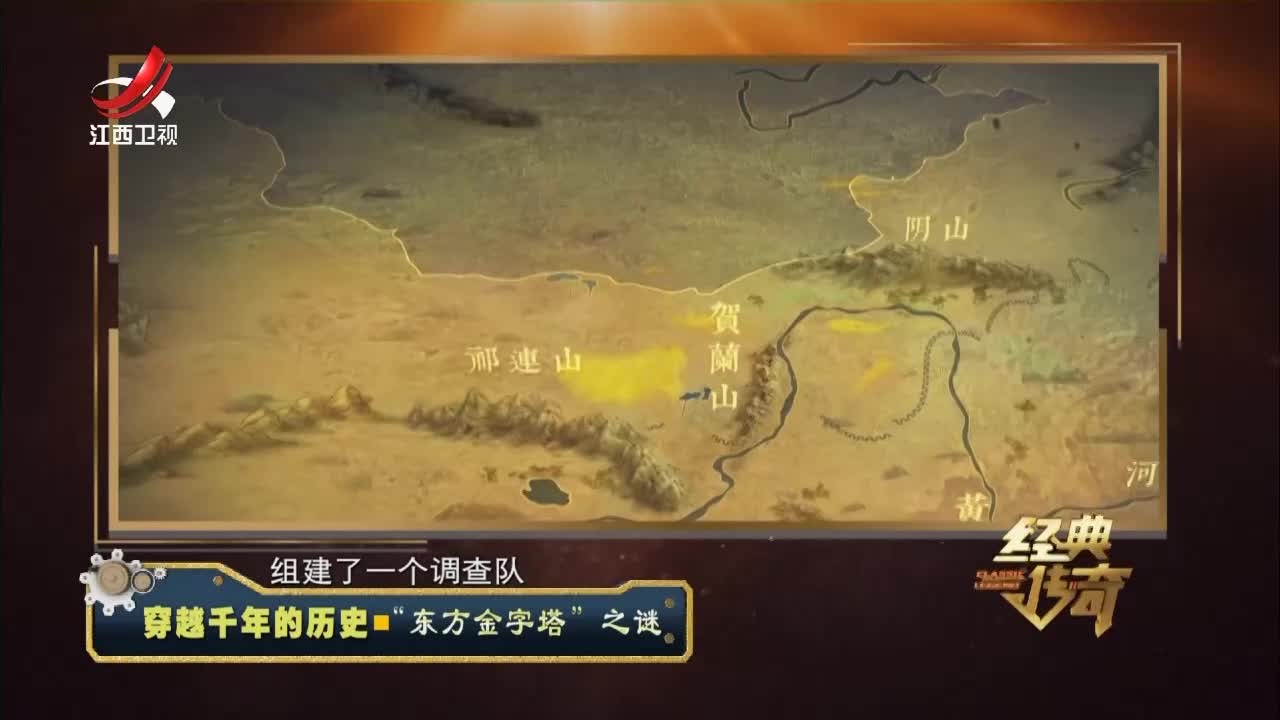 江西卫视
阴山
賀蘭山
祁連山
河
黄
经典
CLASSIC
传奇
组建了一个调查队
穿越千年的历史■“东方金字塔”之谜